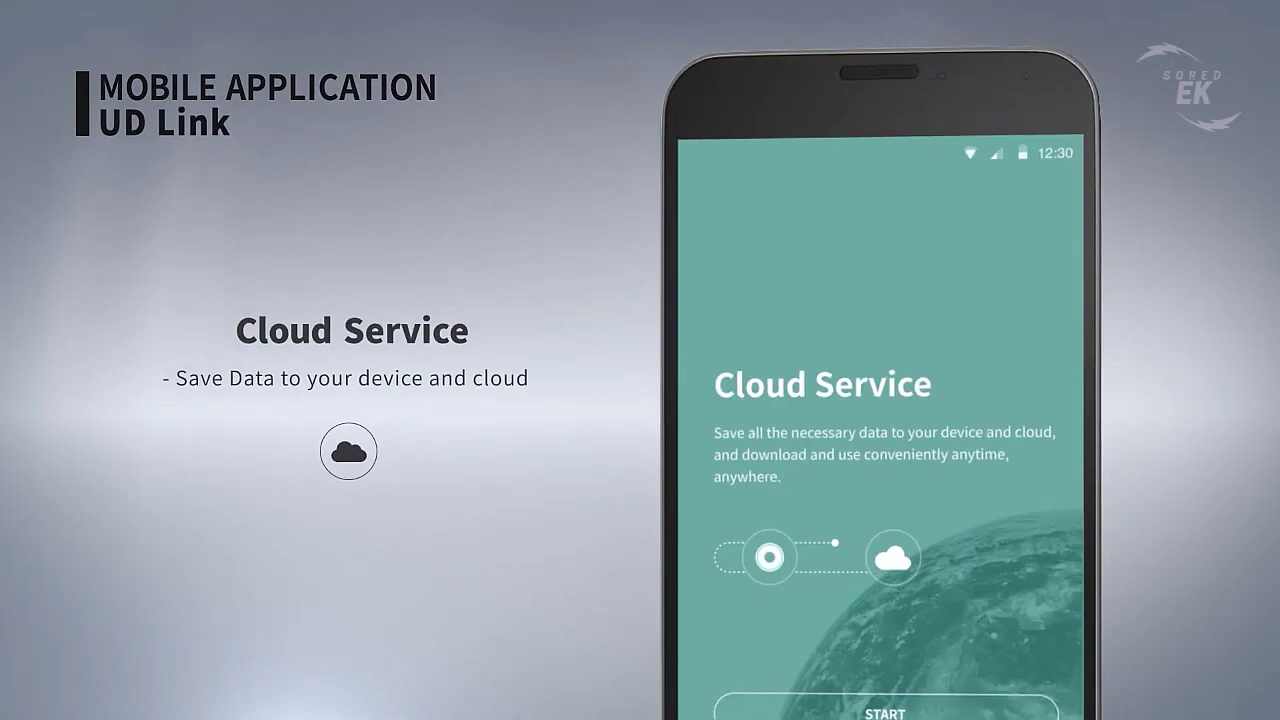 MOBILE APPLICATION
UD Link
SORED
EK
12:30
Cloud Service
- Save Data to your device and cloud
Cloud Service
Save all the necessary data to your device and cloud,
and download and use conveniently anytime,
anywhere.
START